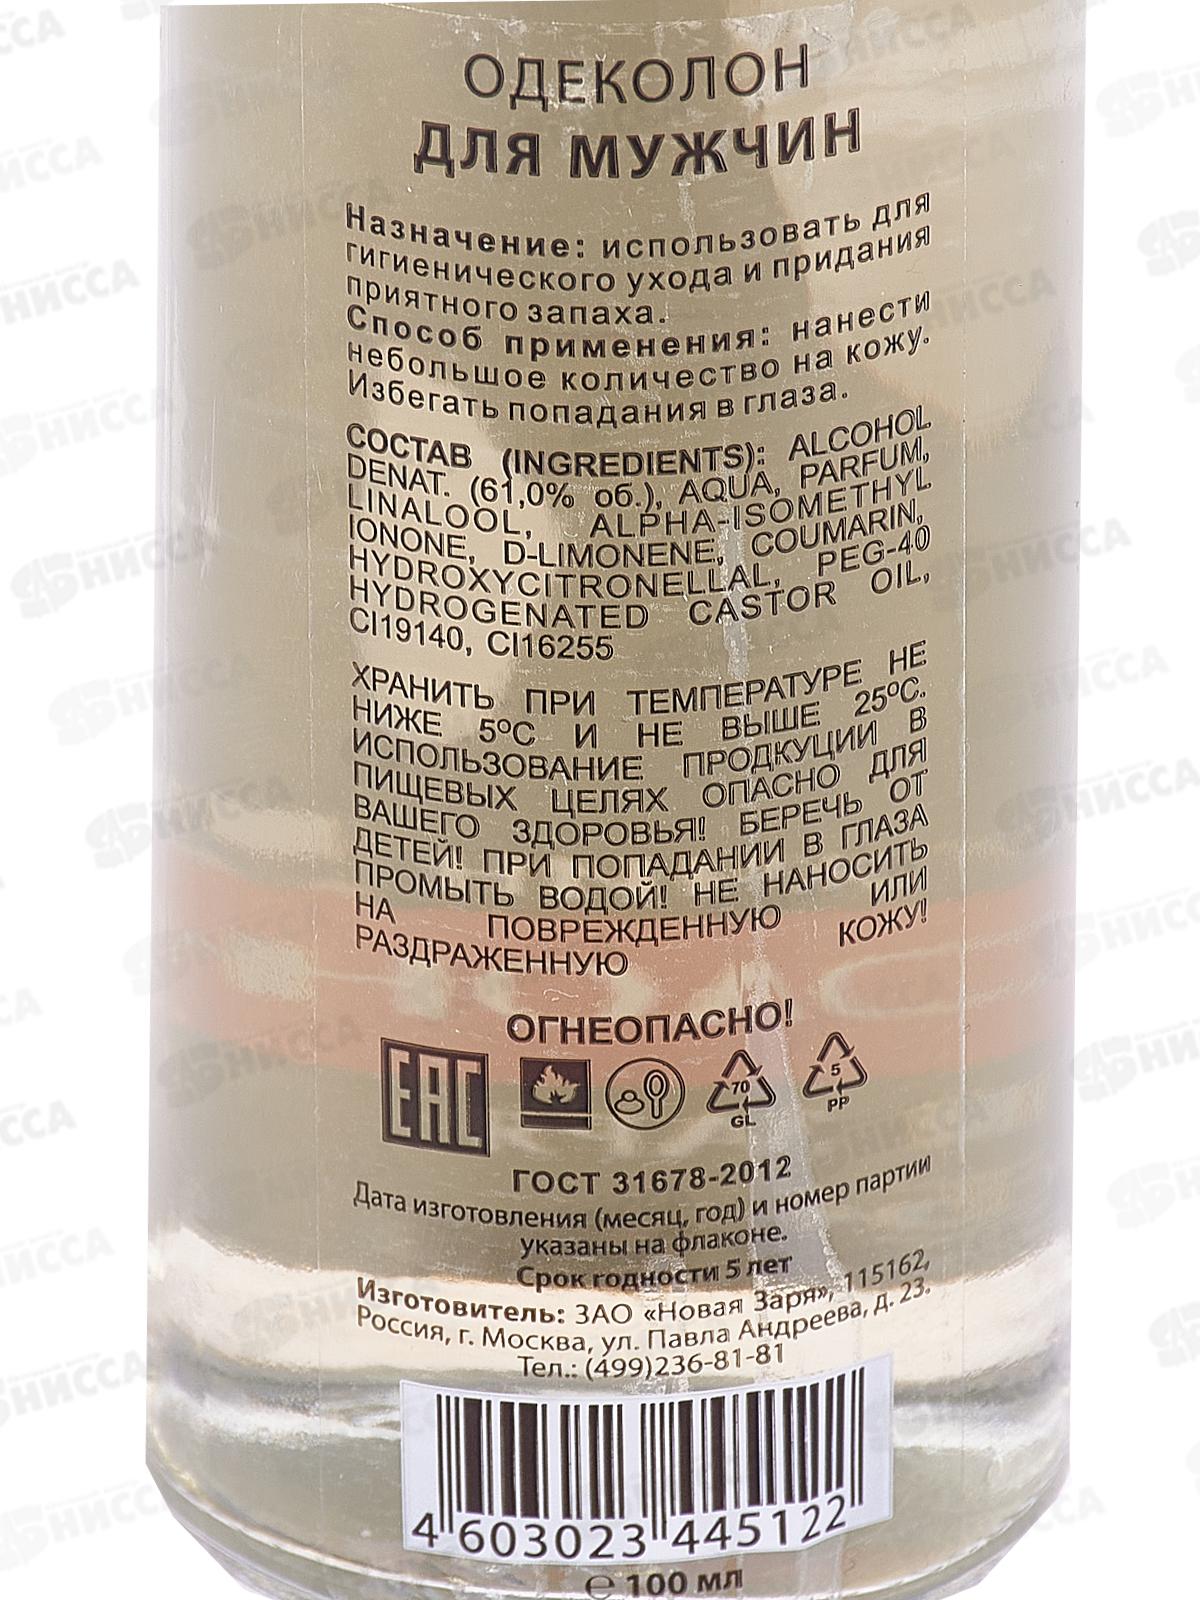 ОДЕКОЛОН
ДЛЯ МУЖЧИН
Назначение: использовать для
гигиенического ухода и придания
приятного запаха.
Способ применения: нанести
небольшое количество на кожу.
Избегать попадания в глаза.
СОСТАВ (INGREDIENTS): ALCOHOL
DENAT. (61,0% об.), AQUA, PARFUM,
LINALOOL, ALPHA-ISOMETHYL
IONONE, D-LIMONENE, COUMARIN,
HYDROXYCITRONELLAL, PEG-40
HYDROGENATED CASTOR OIL,
CI19140, CI16255
ХРАНИТЬ ПРИ ТЕМПЕРАТУРЕ НЕ
НИЖЕ 5ºС И НЕ ВЫШЕ 25ºС.
ИСПОЛЬЗОВАНИЕ ПРОДКУЦИИ В
ПИЩЕВЫХ ЦЕЛЯХ ОПАСНО ДЛЯ
ВАШЕГО ЗДОРОВЬЯ! БЕРЕЧЬ ОТ
ДЕТЕЙ! ПРИ ПОПАДАНИИ В ГЛАЗА
ПРОМЫТЬ ВОДОЙ! НЕ НАНОСИТЬ
НА ПОВРЕЖДЕННУЮ ИЛИ
РАЗДРАЖЕННУЮ КОЖУ!
ОГНЕОПАСНО!
EAC
70
GL
5
PP
ГОСТ 31678-2012
Дата изготовления (месяц, год) и номер партии
указаны на флаконе.
Срок годности 5 лет
Изготовитель: ЗАО «Новая Заря», 115162,
Россия, г. Москва, ул. Павла Андреева, д. 23.
Тел.: (499)236-81-81
4 603023 445122
℮ 100 мл
НИССА